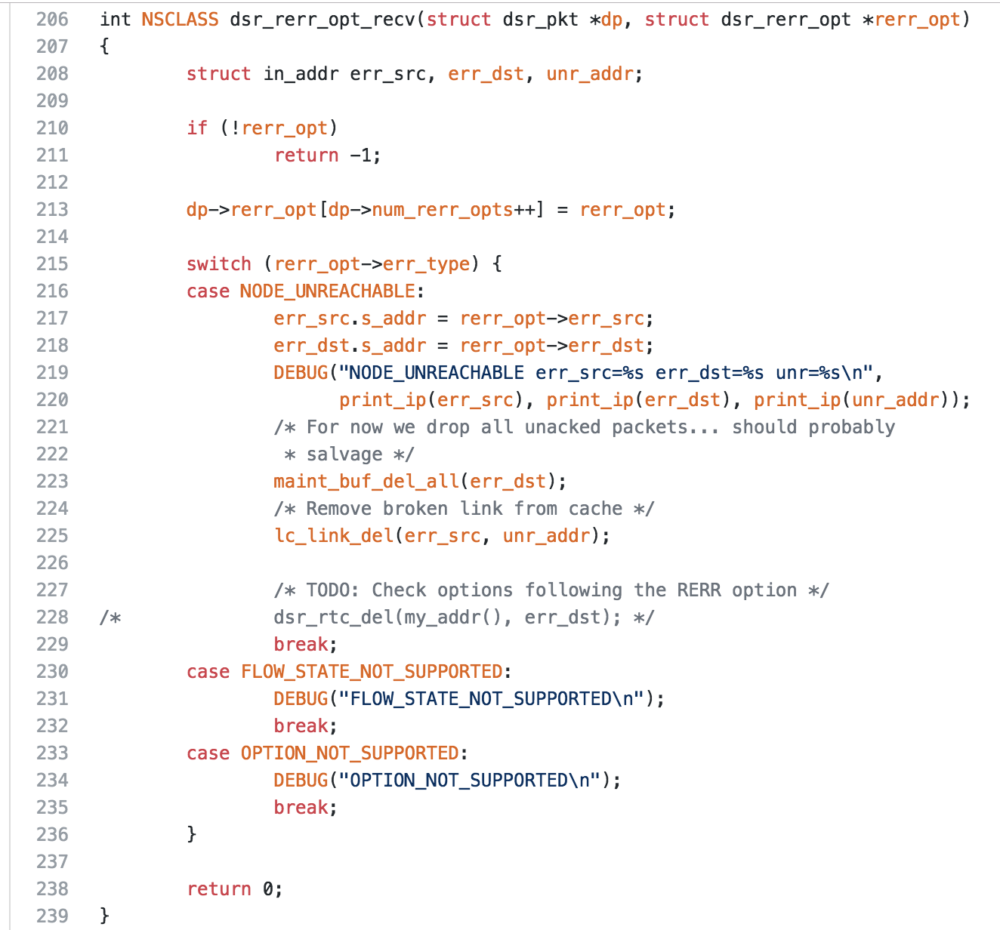 206 int NSCLASS dsr_rerr_opt_recv(struct dsr_pkt *dp, struct dsr_rerr_opt *rerr_opt)
207 {
208         struct in_addr err_src, err_dst, unr_addr;
209
210         if (!rerr_opt)
211                 return -1;
212
213         dp->rerr_opt[dp->num_rerr_opts++] = rerr_opt;
214
215         switch (rerr_opt->err_type) {
216         case NODE_UNREACHABLE:
217                 err_src.s_addr = rerr_opt->err_src;
218                 err_dst.s_addr = rerr_opt->err_dst;
219                 DEBUG("NODE_UNREACHABLE err_src=%s err_dst=%s unr=%s\n",
220                       print_ip(err_src), print_ip(err_dst), print_ip(unr_addr));
221                 /* For now we drop all unacked packets... should probably
222                  * salvage */
223                 maint_buf_del_all(err_dst);
224                 /* Remove broken link from cache */
225                 lc_link_del(err_src, unr_addr);
226
227                 /* TODO: Check options following the RERR option */
228 /*              dsr_rtc_del(my_addr(), err_dst); */
229                 break;
230         case FLOW_STATE_NOT_SUPPORTED:
231                 DEBUG("FLOW_STATE_NOT_SUPPORTED\n");
232                 break;
233         case OPTION_NOT_SUPPORTED:
234                 DEBUG("OPTION_NOT_SUPPORTED\n");
235                 break;
236         }
237
238         return 0;
239 }